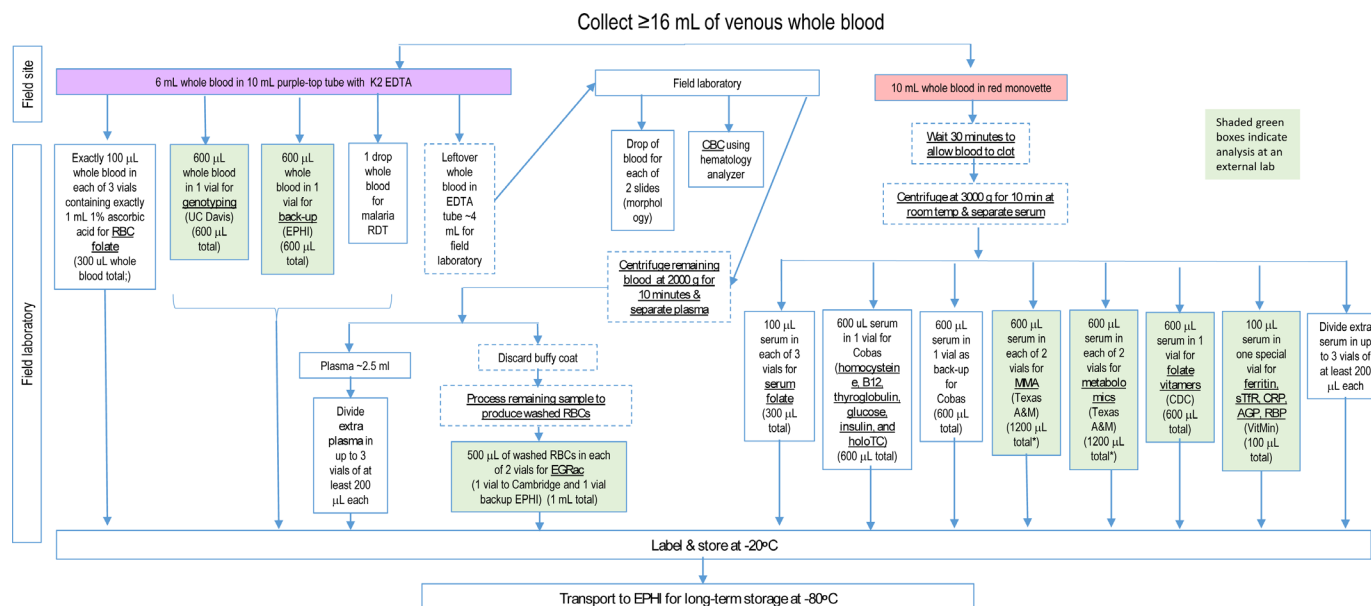 Collect ≥16 mL of venous whole blood
Field site
6 mL whole blood in 10 mL purple-top tube with K2 EDTA
Field laboratory
10 mL whole blood in red monovette
Shaded green
boxes indicate
analysis at an
external lab
Field laboratory
Exactly 100 μL
whole blood in
each of 3 vials
containing exactly
1 mL 1% ascorbic
acid for RBC
folate
(300 uL whole
blood total;)
600 μL
whole blood
in 1 vial for
genotyping
(UC Davis)
(600 μL
total)
600 μL
whole
blood in 1
vial for
back-up
(EPHI)
(600 μL
total)
1 drop
whole
blood for
malaria
RDT
Leftover
whole
blood in
EDTA
tube ~4
mL for
field
laboratory
Drop of
blood for
each of
2 slides
(morphol
ogy)
CBC using
hematology
analyzer
Wait 30 minutes to
allow blood to clot
Centrifuge at 3000 g for 10 min at
room temp & separate serum
Centrifuge remaining
blood at 2000 g for
10 minutes &
separate plasma
Plasma ~2.5 ml
Discard buffy coat
Divide
extra
plasma in
up to 3
vials of at
least 200
μL each
Process remaining sample to
produce washed RBCs
500 μL of washed RBCs in each
of 2 vials for EGRac
(1 vial to Cambridge and 1 vial
backup EPHI) (1 mL total)
100 μL
serum in
each of 3
vials for
serum
folate
(300 μL
total)
600 uL serum
in 1 vial for
Cobas
(homocystein
e, B12,
thyroglobulin,
glucose,
insulin, and
holoTC)
(600 μL total)
600 μL
serum in
1 vial as
back-up
for
Cobas
(600 μL
total)
600 μL
serum in
each of 2
vials for
MMA
(Texas
A&M)
(1200 μL
total*)
600 μL
serum in
each of 2
vials for
metabolo
mics
(Texas
A&M)
(1200 μL
total*)
600 μL
serum in 1
vial for
folate
vitamers
(CDC)
(600 μL
total)
100 μL
serum in
one special
vial for
ferritin,
sTfR, CRP,
AGP, RBP
(VitMin)
(100 μL
total)
Divide extra
serum in up
to 3 vials of
at least 200
μL each
Label & store at -20ºC
Transport to EPHI for long-term storage at -80ºC